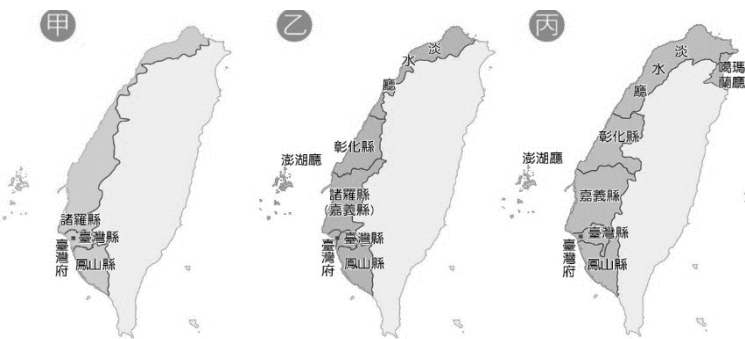 甲
諸羅縣
臺灣縣
臺灣府
鳳山縣
乙
淡水廳
彰化縣
澎湖廳
諸羅縣
(嘉義縣)
臺灣縣
臺灣府
鳳山縣
丙
淡水廳
噶瑪
蘭廳
彰化縣
澎湖廳
嘉義縣
臺灣縣
臺灣府
鳳山縣